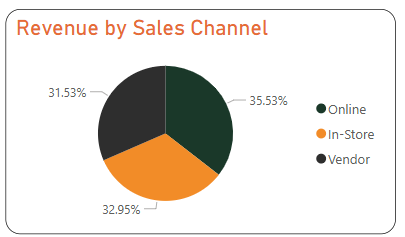 Revenue by Sales Channel
31.53%
35.53%
32.95%
Online
In-Store
Vendor